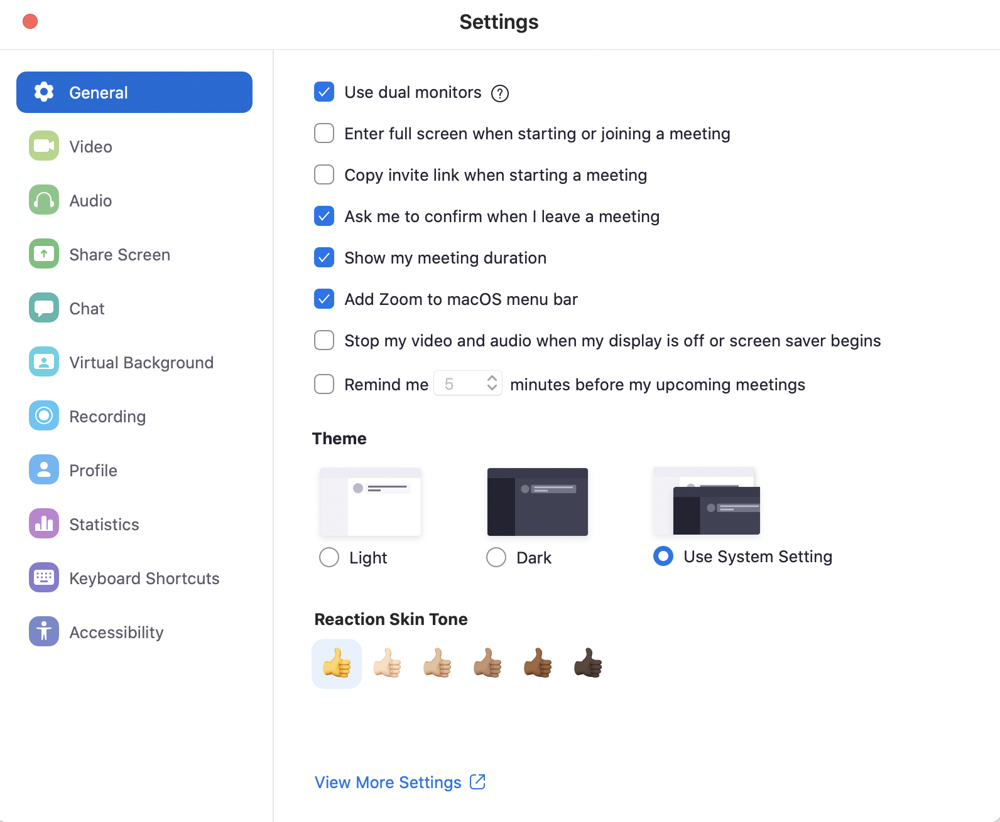 Settings
General
Video
Audio
Share Screen
Chat
Virtual Background
Recording
Profile
Statistics
Keyboard Shortcuts
Accessibility
Use dual monitors ?
Enter full screen when starting or joining a meeting
Copy invite link when starting a meeting
Ask me to confirm when I leave a meeting
Show my meeting duration
Add Zoom to macOS menu bar
Stop my video and audio when my display is off or screen saver begins
Remind me 5 minutes before my upcoming meetings
Theme
Light
Dark
Use System Setting
Reaction Skin Tone
View More Settings